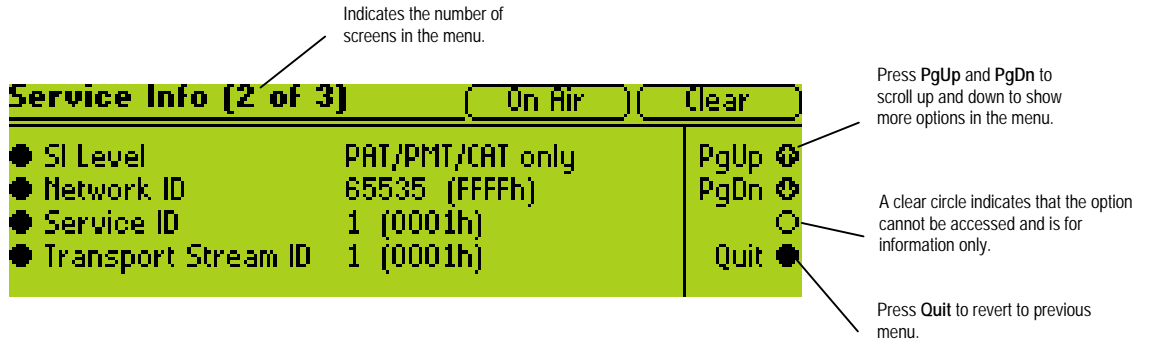 Indicates the number of
screens in the menu.
Service Info (2 of 3)
On Air
Clear
SI Level PAT/PMT/CAT only
Network ID 65535 (FFFFh)
Service ID 1 (0001h)
Transport Stream ID 1 (0001h)
PgUp
PgDn
Quit
Press PgUp and PgDn to
scroll up and down to show
more options in the menu.
A clear circle indicates that the option
cannot be accessed and is for
information only.
Press Quit to revert to previous
menu.